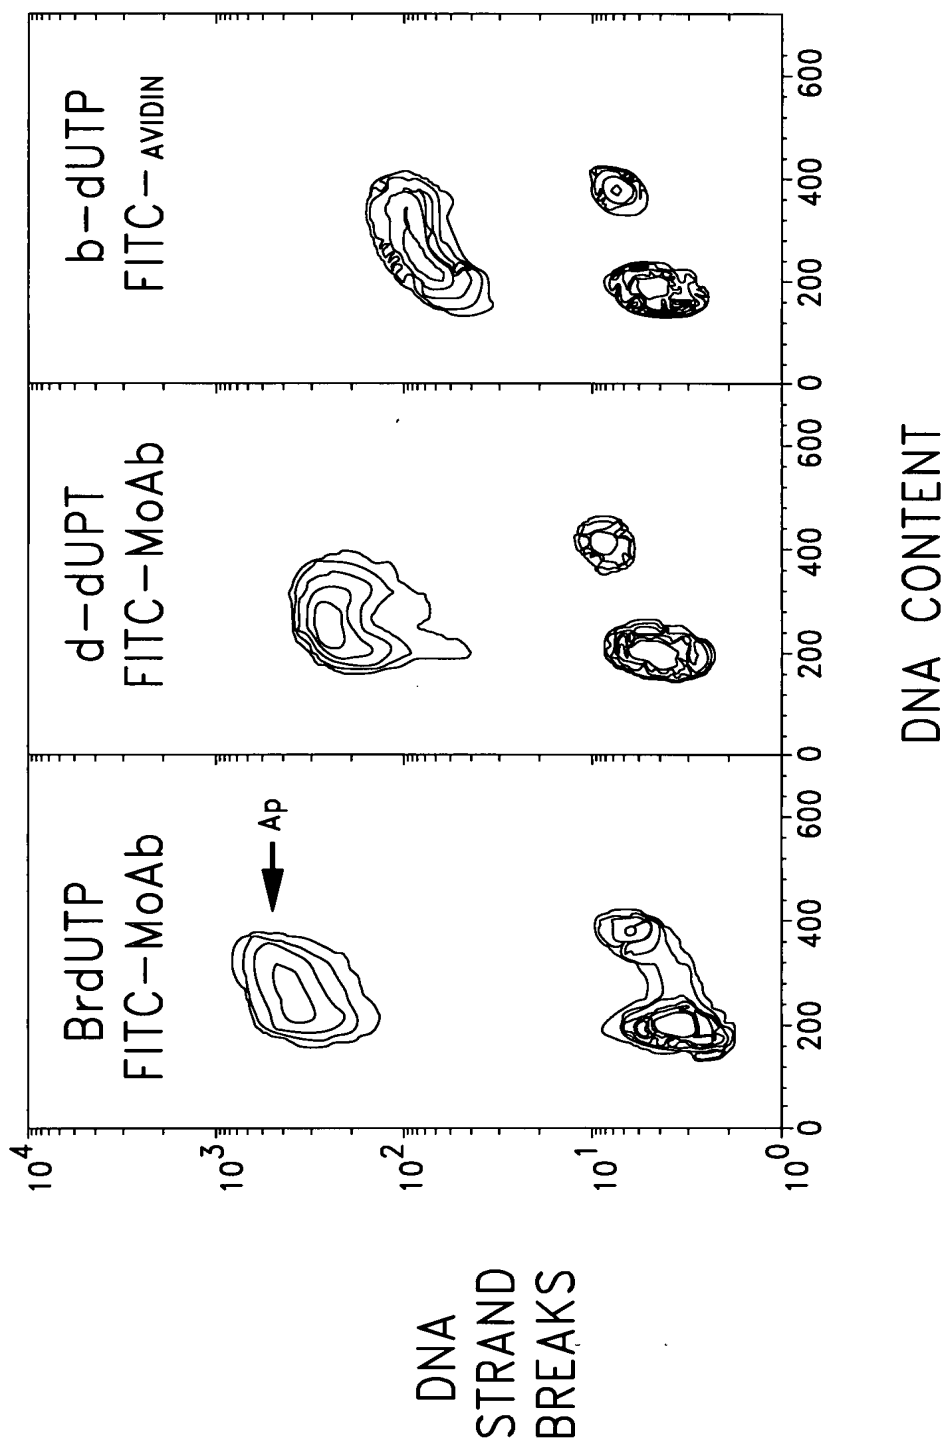 BrdUTP
FITC-MoAb
d-dUPT
FITC-MoAb
b-dUTP
FITC-AVIDIN
Ap
DNA
STRAND
BREAKS
10^4
10^3
10^2
10^1
10^0
0 200 400 600
0 200 400 600
0 200 400 600
DNA CONTENT